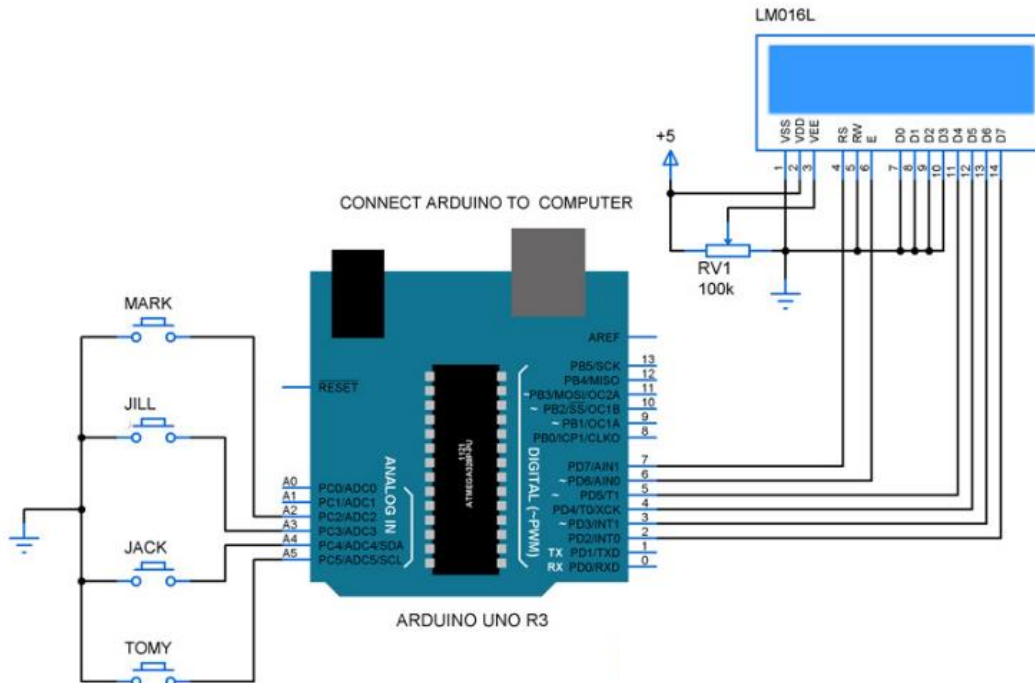 LM016L
VSS
VDD
VEE
RS
RW
E
D0
D1
D2
D3
D4
D5
D6
D7
1
2
3
4
5
6
7
8
9
10
11
12
13
14
+5
RV1
100k
CONNECT ARDUINO TO COMPUTER
MARK
JILL
JACK
TOMY
RESET
A0 PC0/ADC0
A1 PC1/ADC1
A2 PC2/ADC2
A3 PC3/ADC3
A4 PC4/ADC4/SDA
A5 PC5/ADC5/SCL
ANALOG IN
1121
DIGITAL (~PWM)
AREF
PB5/SCK 13
PB4/MISO 12
~PB3/MOSI/OC2A 11
~ PB2/SS/OC1B 10
~ PB1/OC1A 9
PB0/ICP1/CLKO 8
PD7/AIN1 7
~PD6/AIN0 6
~ PD5/T1 5
PD4/T0/XCK 4
~PD3/INT1 3
PD2/INT0 2
TX PD1/TXD 1
RX PD0/RXD 0
ARDUINO UNO R3